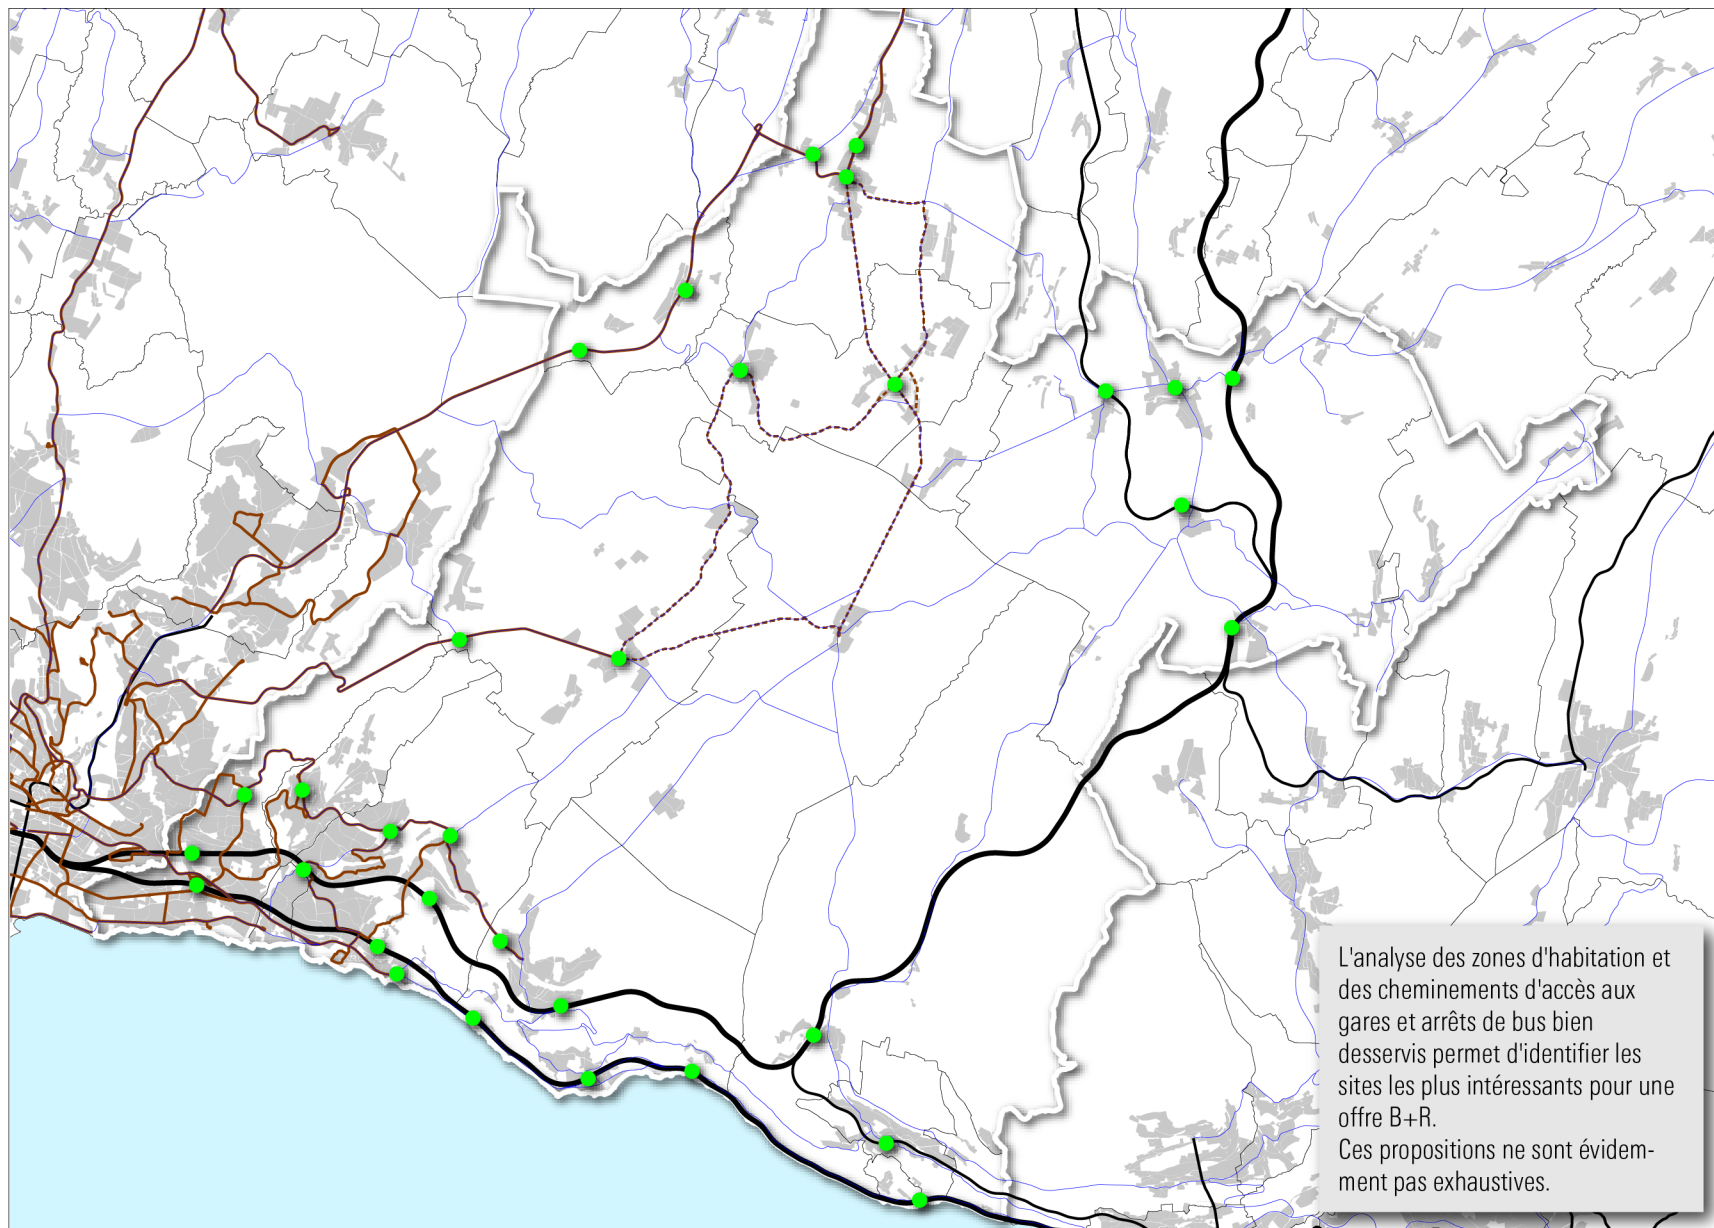 L'analyse des zones d'habitation et
des cheminements d'accès aux
gares et arrêts de bus bien
desservis permet d'identifier les
sites les plus intéressants pour une
offre B+R.
Ces propositions ne sont évidem-
ment pas exhaustives.